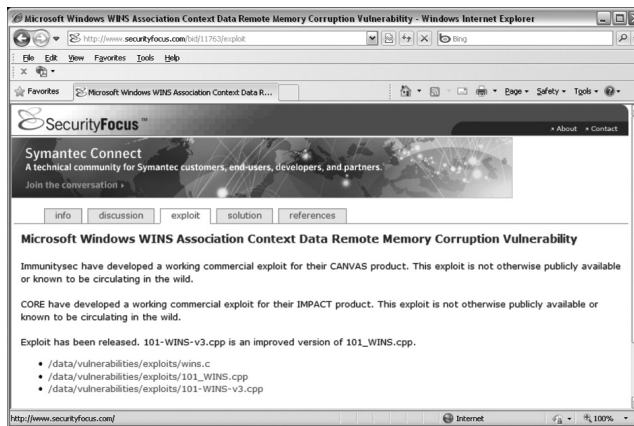 Microsoft Windows WINS Association Context Data Remote Memory Corruption Vulnerability - Windows Internet Explorer
http://www.securityfocus.com/bid/11763/exploit
Bing
File Edit View Favorites Tools Help
x
Favorites
Microsoft Windows WINS Association Context Data R...
Page Safety Tools
SecurityFocus™
About Contact
Symantec Connect
A technical community for Symantec customers, end-users, developers, and partners.
Join the conversation
info discussion exploit solution references
Microsoft Windows WINS Association Context Data Remote Memory Corruption Vulnerability
Immunitysec have developed a working commercial exploit for their CANVAS product. This exploit is not otherwise publicly available
or known to be circulating in the wild.
CORE have developed a working commercial exploit for their IMPACT product. This exploit is not otherwise publicly available or
known to be circulating in the wild.
Exploit has been released. 101-WINS-v3.cpp is an improved version of 101_WINS.cpp.
• /data/vulnerabilities/exploits/wins.c
• /data/vulnerabilities/exploits/101_WINS.cpp
• /data/vulnerabilities/exploits/101-WINS-v3.cpp
http://www.securityfocus.com/
Internet
100%